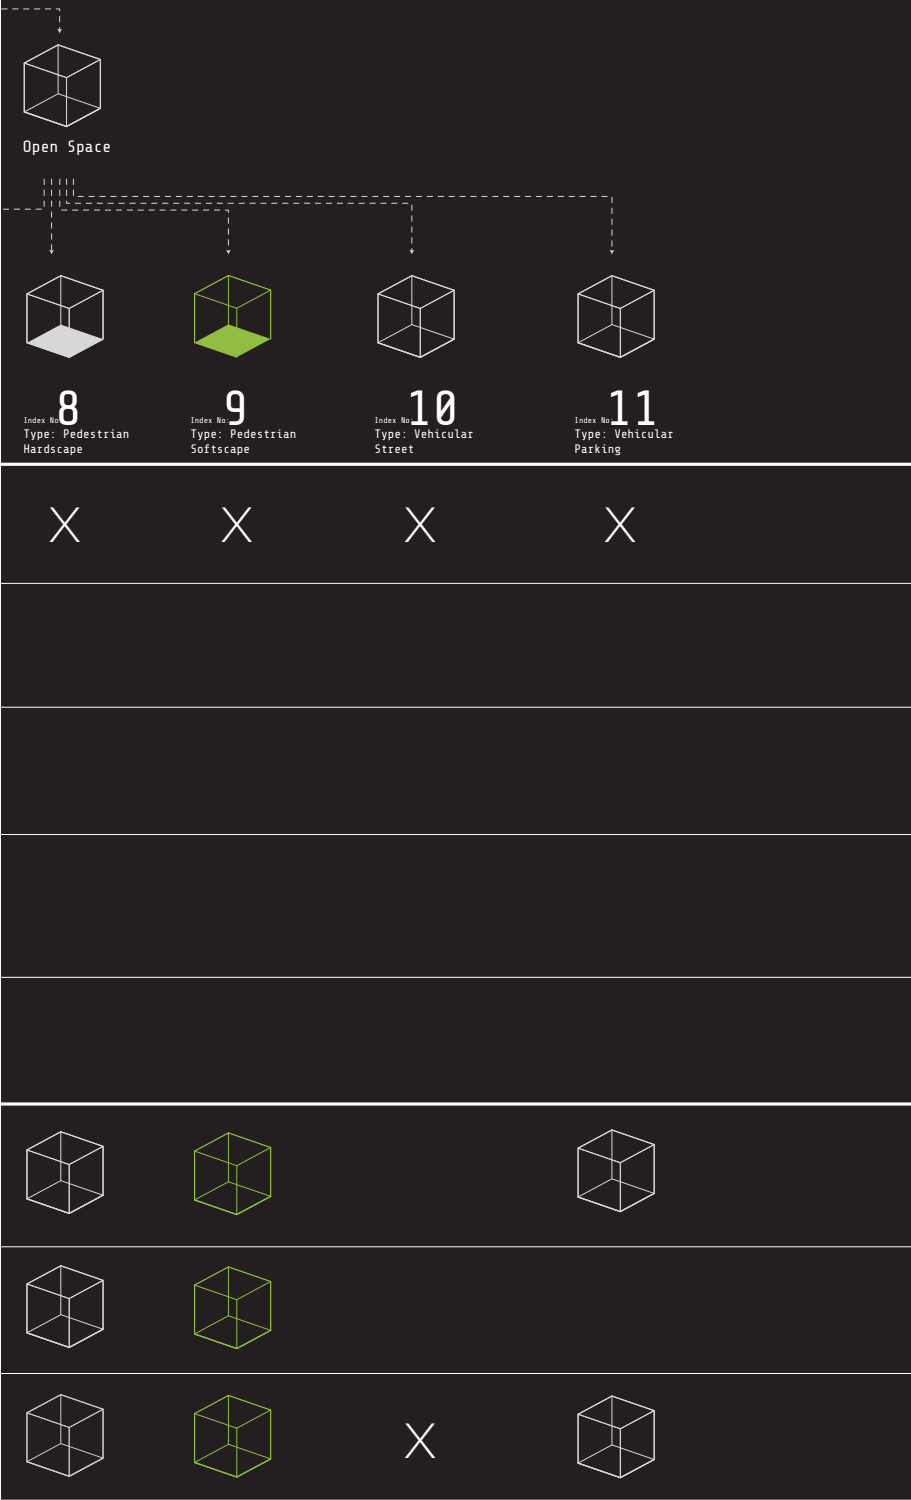 Open Space
Index No: 8
Type: Pedestrian
Hardscape
Index No: 9
Type: Pedestrian
Softscape
Index No: 10
Type: Vehicular
Street
Index No: 11
Type: Vehicular
Parking
X X X X
X